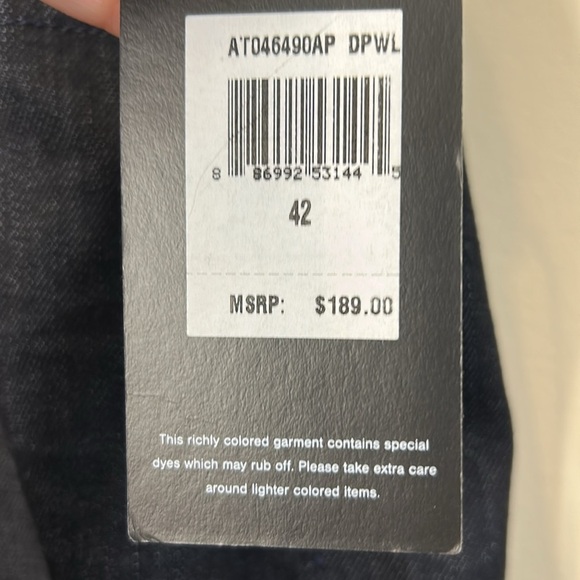 AT046490AP DPWL
8 86992 53144 5
42
MSRP: $189.00
This richly colored garment contains special
dyes which may rub off. Please take extra care
around lighter colored items.